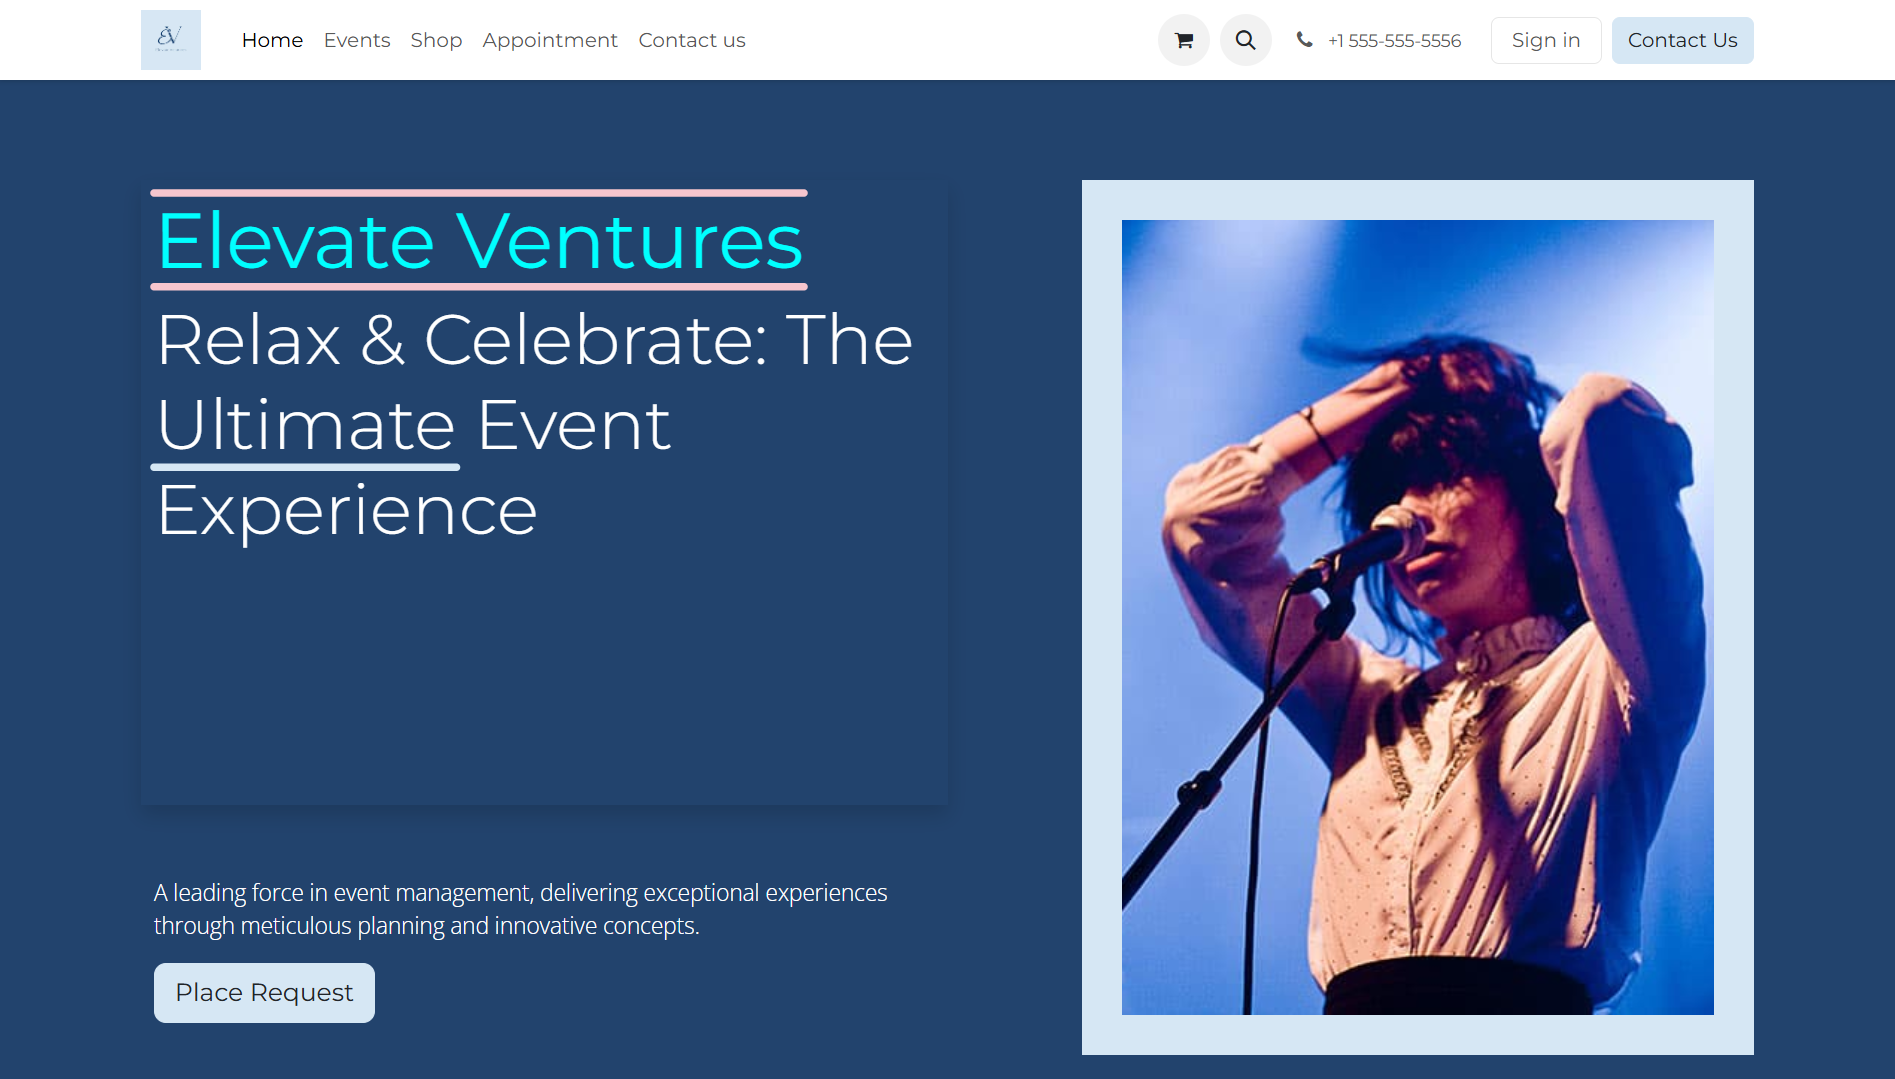 EV
Home Events Shop Appointment Contact us
+1 555-555-5556
Sign in
Contact Us
Elevate Ventures
Relax & Celebrate: The
Ultimate Event
Experience
A leading force in event management, delivering exceptional experiences
through meticulous planning and innovative concepts.
Place Request